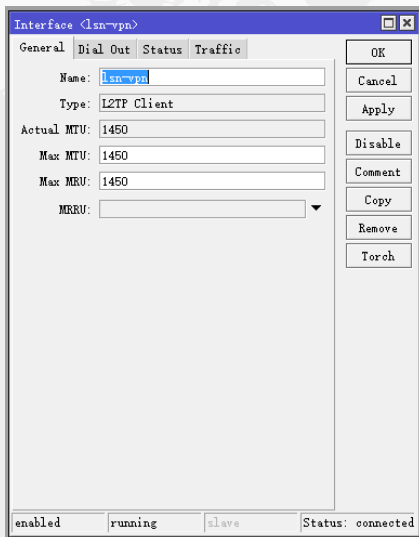 Interface <lsn-vpn>
General Dial Out Status Traffic
Name: lsn-vpn
Type: L2TP Client
Actual MTU: 1450
Max MTU: 1450
Max MRU: 1450
MRRU:
OK
Cancel
Apply
Disable
Comment
Copy
Remove
Torch
enabled running slave Status: connected